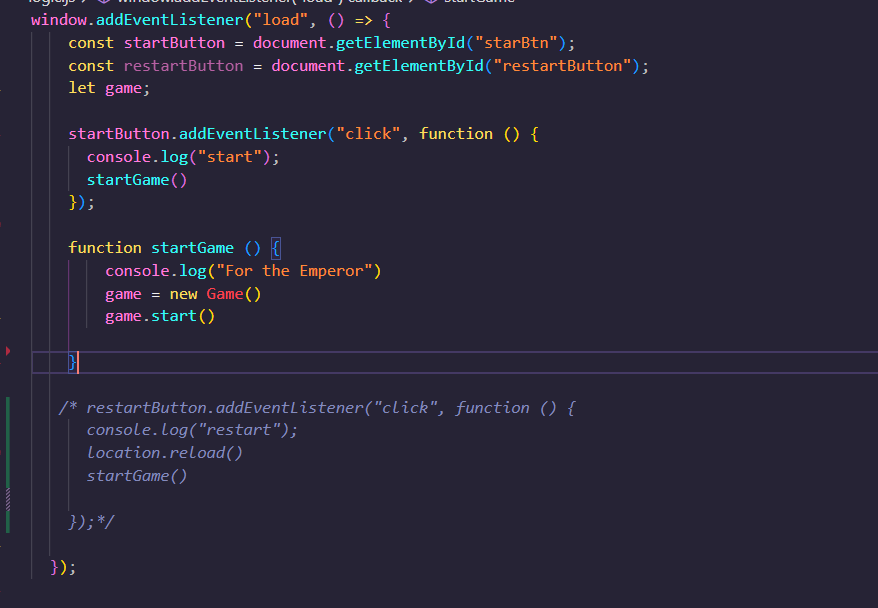 logic.js > window.addEventListener("load") callback > startGame
window.addEventListener("load", () => {
const startButton = document.getElementById("starBtn");
const restartButton = document.getElementById("restartButton");
let game;
startButton.addEventListener("click", function () {
console.log("start");
startGame()
});
function startGame () {
console.log("For the Emperor")
game = new Game()
game.start()
}
/* restartButton.addEventListener("click", function () {
console.log("restart");
location.reload()
startGame()
});*/
});